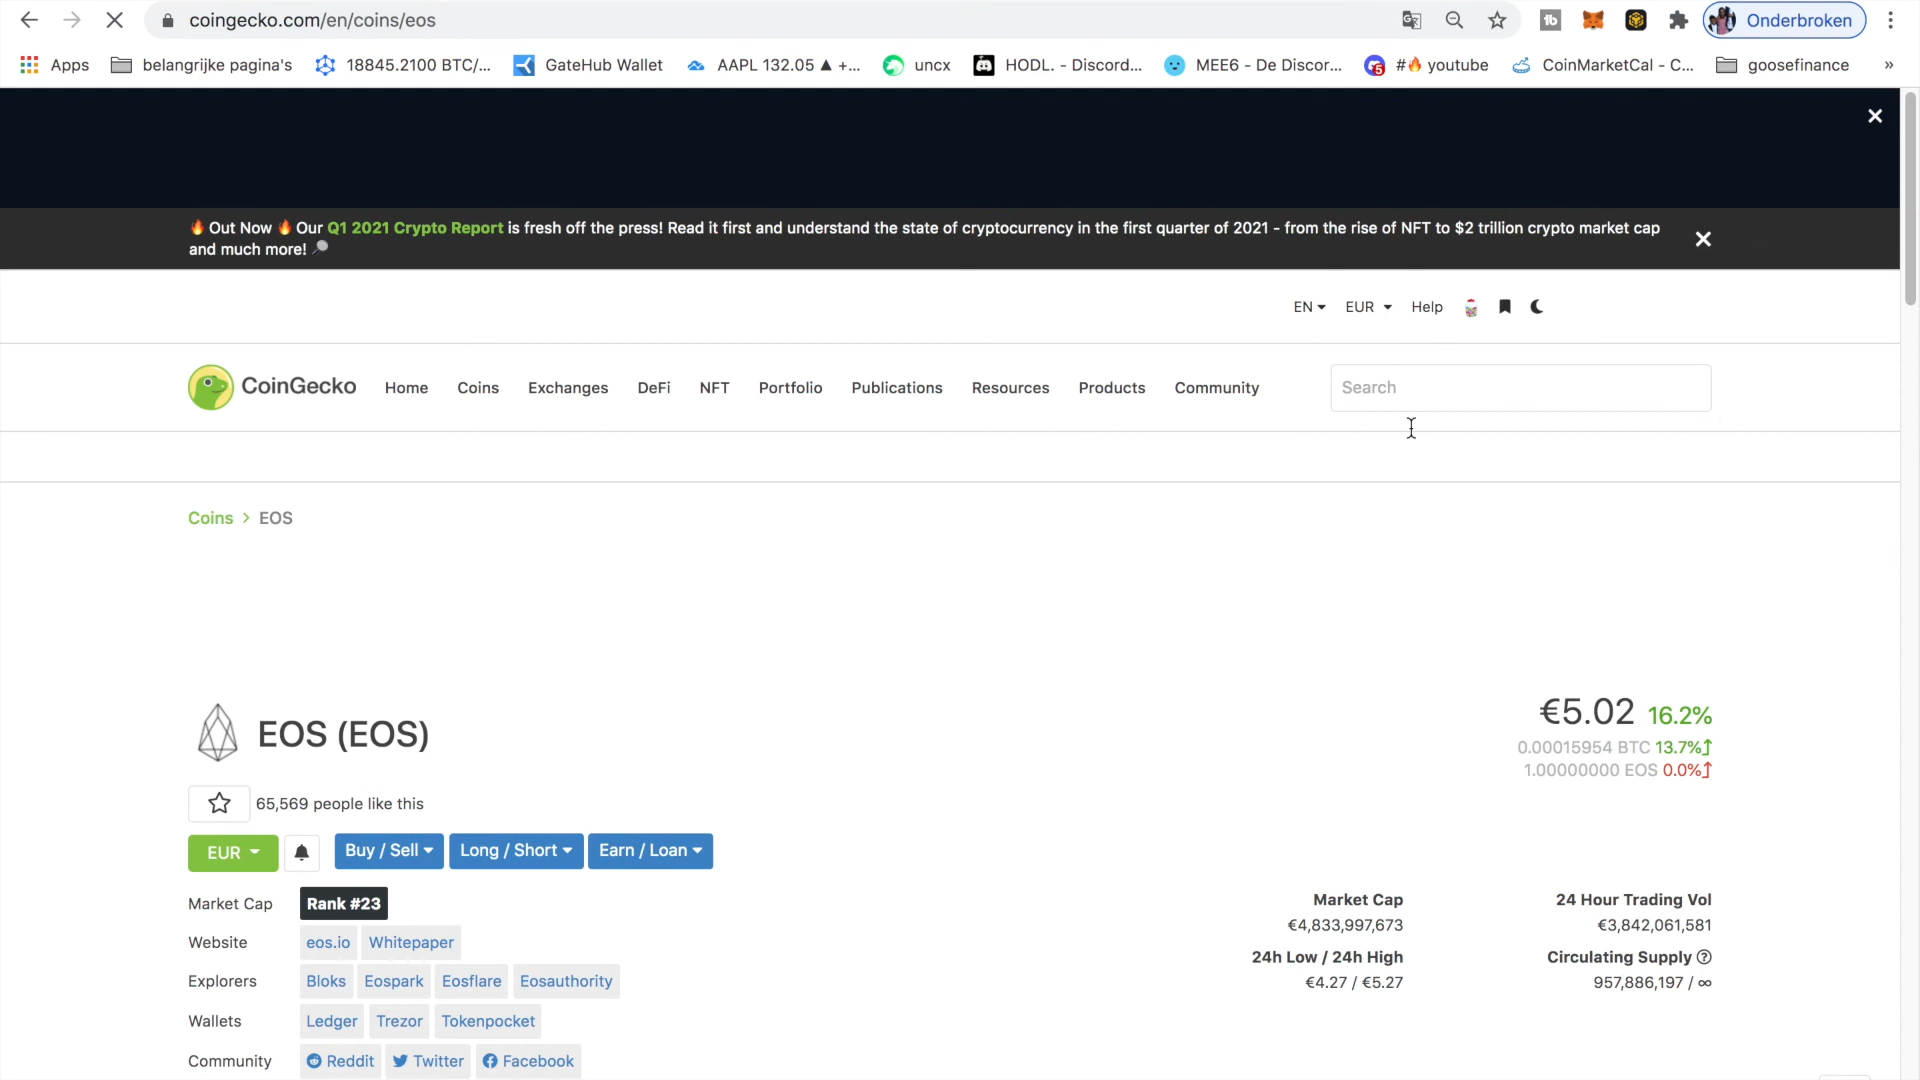 coingecko.com/en/coins/eos
Onderbroken
Apps belangrijke pagina's 18845.2100 BTC/... GateHub Wallet AAPL 132.05 ▲ +... uncx HODL. - Discord... MEE6 - De Discor... #🔥 youtube CoinMarketCal - C... goosefinance »
🔥 Out Now 🔥 Our Q1 2021 Crypto Report is fresh off the press! Read it first and understand the state of cryptocurrency in the first quarter of 2021 - from the rise of NFT to $2 trillion crypto market cap
and much more! 🔎
EN EUR Help
CoinGecko Home Coins Exchanges DeFi NFT Portfolio Publications Resources Products Community Search
Coins > EOS
EOS (EOS)
€5.02 16.2%
0.00015954 BTC 13.7%
1.00000000 EOS 0.0%
65,569 people like this
EUR Buy / Sell Long / Short Earn / Loan
Market Cap Rank #23
Website eos.io Whitepaper
Explorers Bloks Eospark Eosflare Eosauthority
Wallets Ledger Trezor Tokenpocket
Community Reddit Twitter Facebook
Market Cap 24 Hour Trading Vol
€4,833,997,673 €3,842,061,581
24h Low / 24h High Circulating Supply
€4.27 / €5.27 957,886,197 / ∞